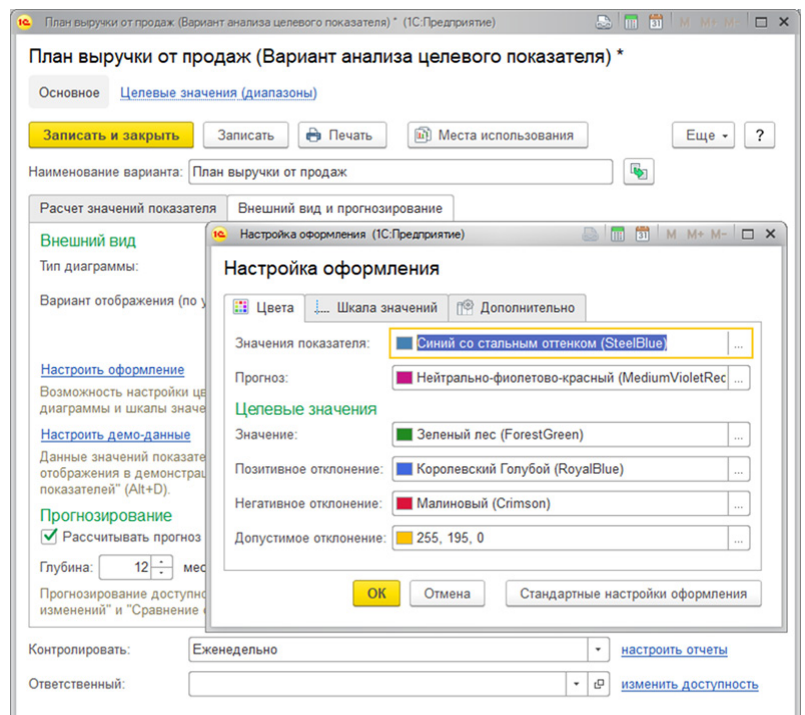 План выручки от продаж (Вариант анализа целевого показателя) * (1С:Предприятие)
M M+ M-
План выручки от продаж (Вариант анализа целевого показателя) *
Основное Целевые значения (диапазоны)
Записать и закрыть Записать Печать Места использования Еще ?
Наименование варианта: План выручки от продаж
Расчет значений показателя Внешний вид и прогнозирование
Внешний вид
Тип диаграммы:
Вариант отображения (по у
Настроить оформление
Возможность настройки цв
диаграммы и шкалы значе
Настроить демо-данные
Данные значений показате
отображения в демонстрац
показателей" (Alt+D).
Прогнозирование
Рассчитывать прогноз
Глубина: 12 мес
Прогнозирование доступно
изменений" и "Сравнение
Настройка оформления (1С:Предприятие)
M M+ M-
Настройка оформления
Цвета Шкала значений Дополнительно
Значения показателя: Синий со стальным оттенком (SteelBlue) ...
Прогноз: Нейтрально-фиолетово-красный (MediumVioletRec ...
Целевые значения
Значение: Зеленый лес (ForestGreen) ...
Позитивное отклонение: Королевский Голубой (RoyalBlue) ...
Негативное отклонение: Малиновый (Crimson) ...
Допустимое отклонение: 255, 195, 0 ...
ОК Отмена Стандартные настройки оформления
Контролировать: Еженедельно настроить отчеты
Ответственный: изменить доступность